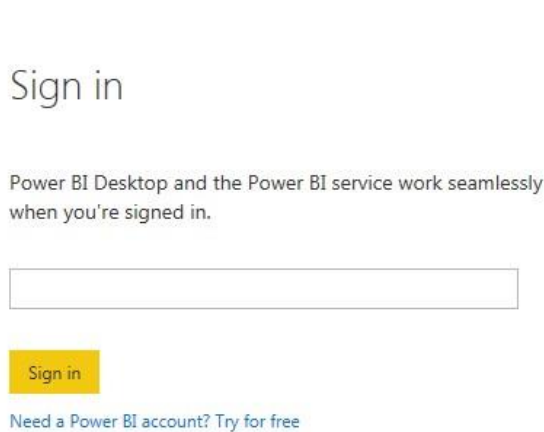 Sign in
Power BI Desktop and the Power BI service work seamlessly
when you're signed in.
Sign in
Need a Power BI account? Try for free